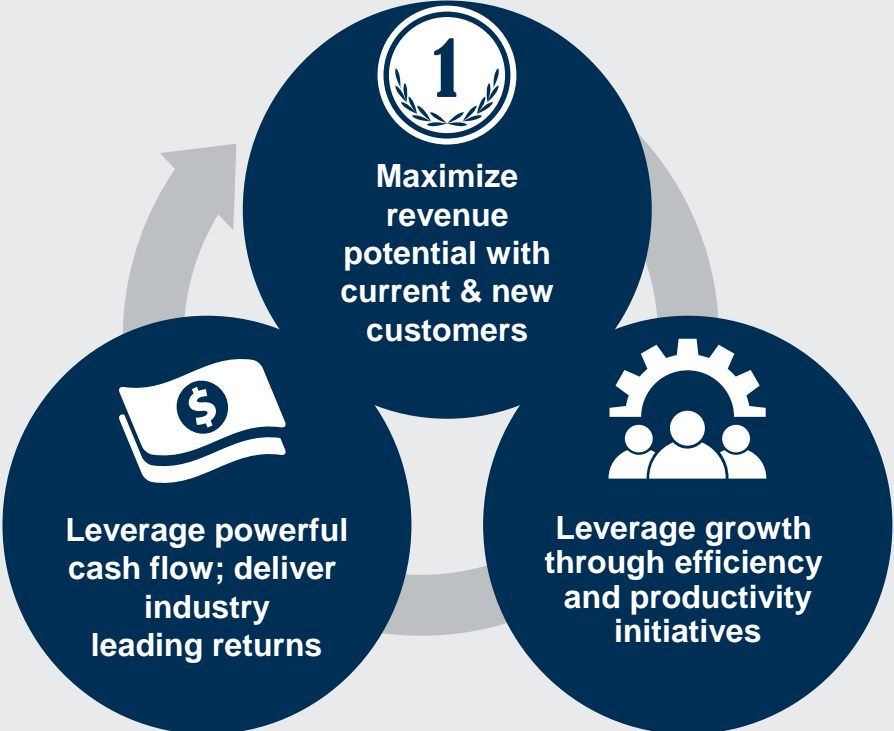 1
Maximize
revenue
potential with
current & new
customers
$
Leverage powerful
cash flow; deliver
industry
leading returns
Leverage growth
through efficiency
and productivity
initiatives